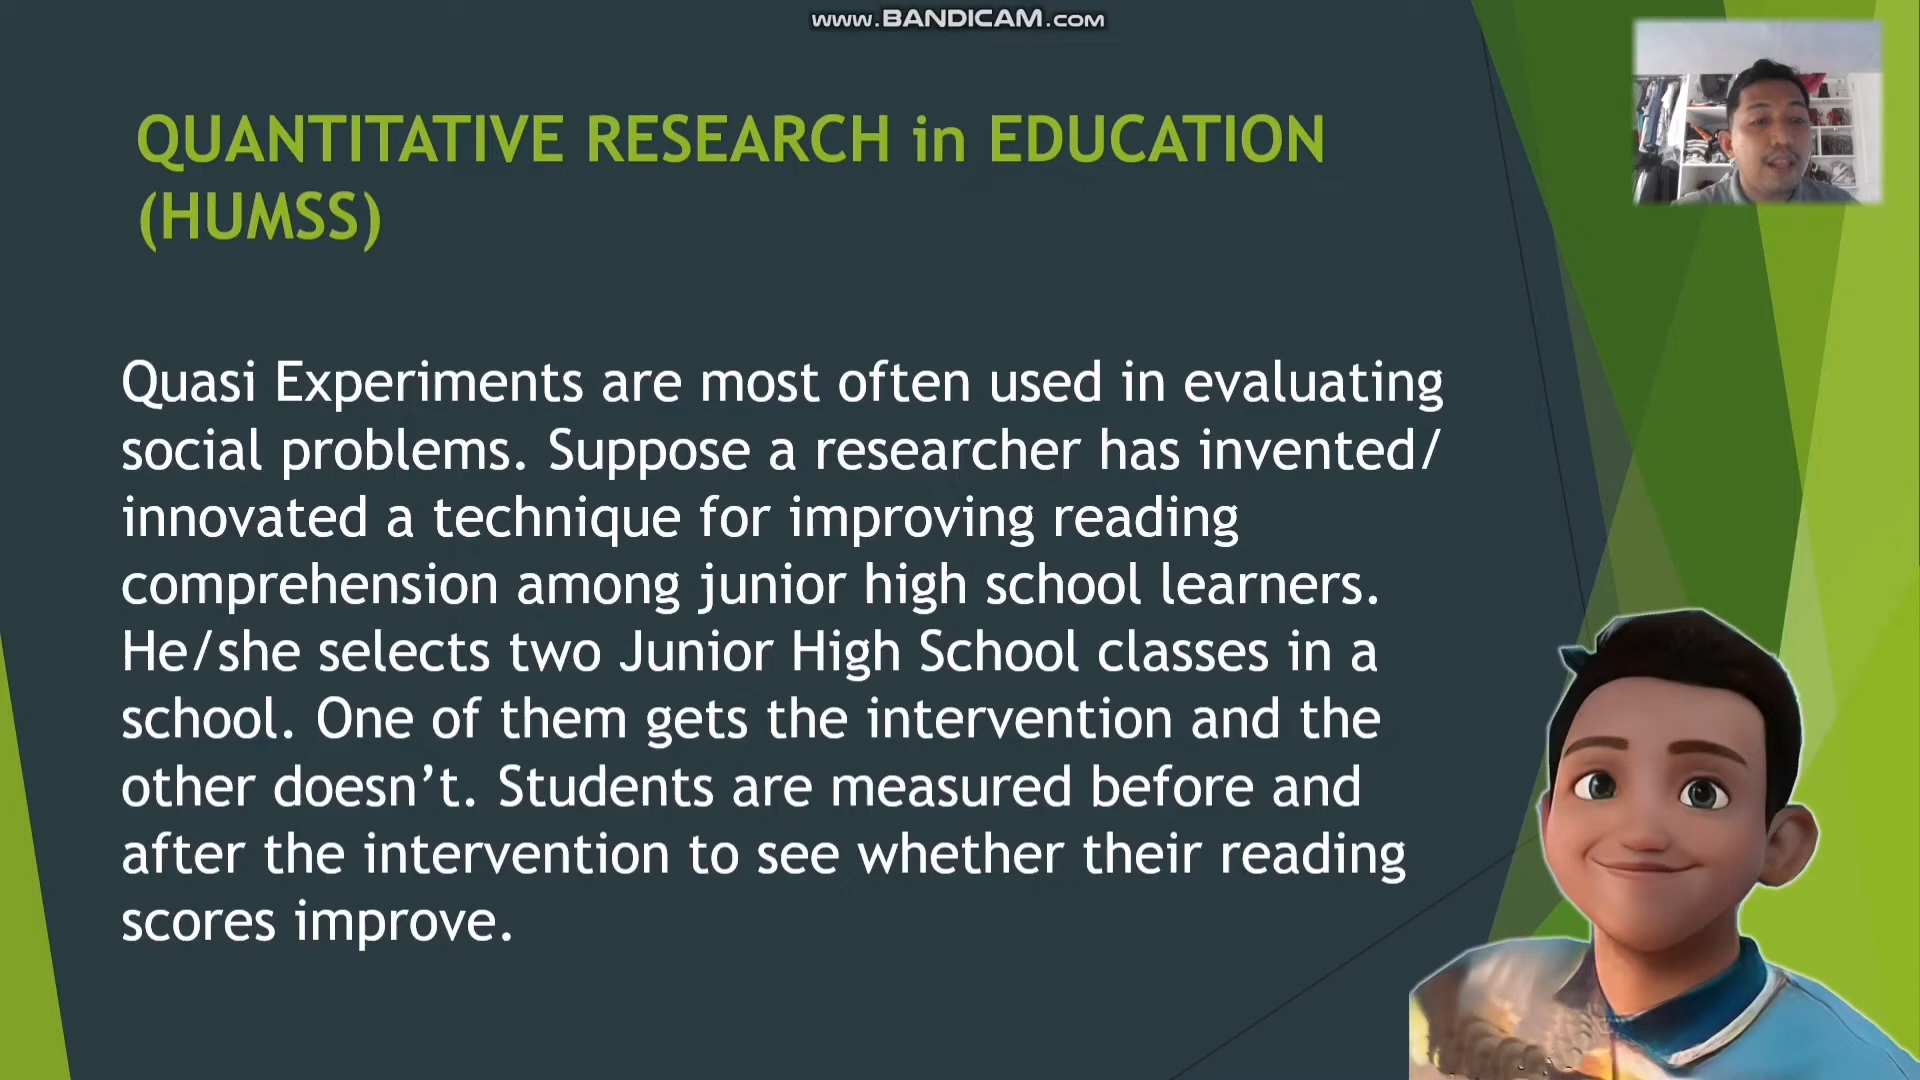 www.BANDICAM.com
QUANTITATIVE RESEARCH in EDUCATION
(HUMSS)
Quasi Experiments are most often used in evaluating
social problems. Suppose a researcher has invented/
innovated a technique for improving reading
comprehension among junior high school learners.
He/she selects two Junior High School classes in a
school. One of them gets the intervention and the
other doesn’t. Students are measured before and
after the intervention to see whether their reading
scores improve.